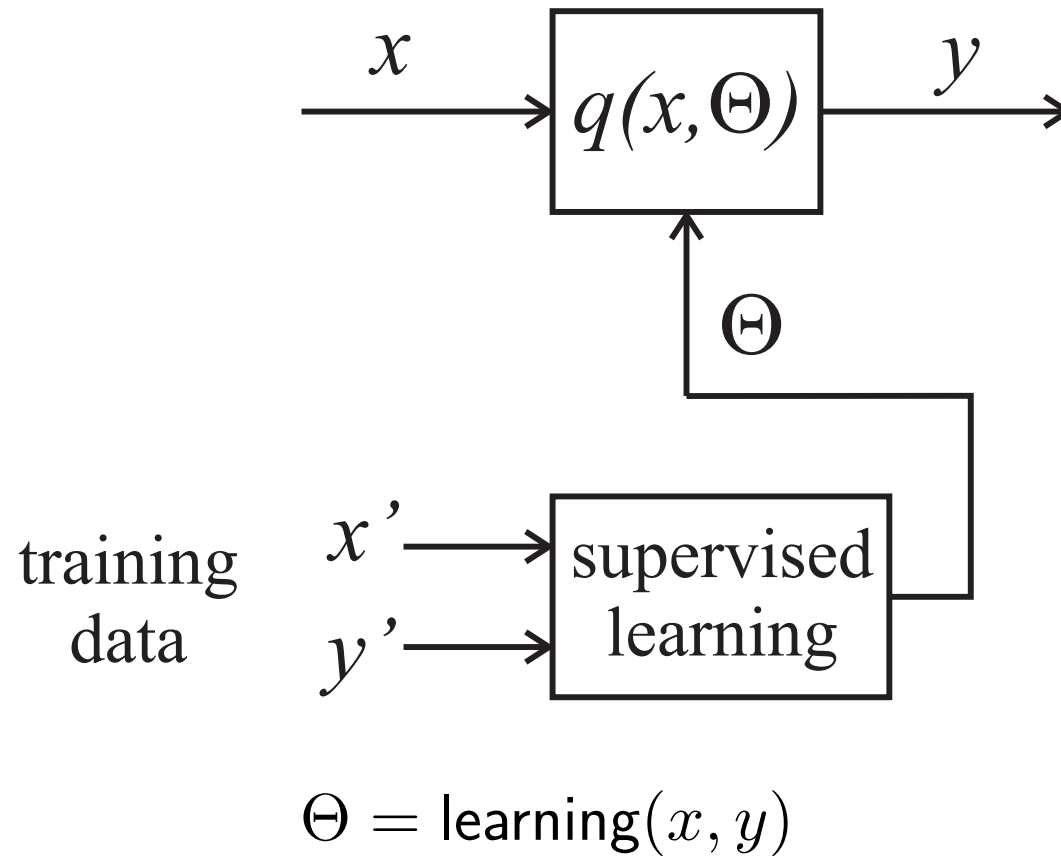 x
q(x,Θ)
y
Θ
training
data
x’
y’
supervised
learning
Θ = learning(x, y)